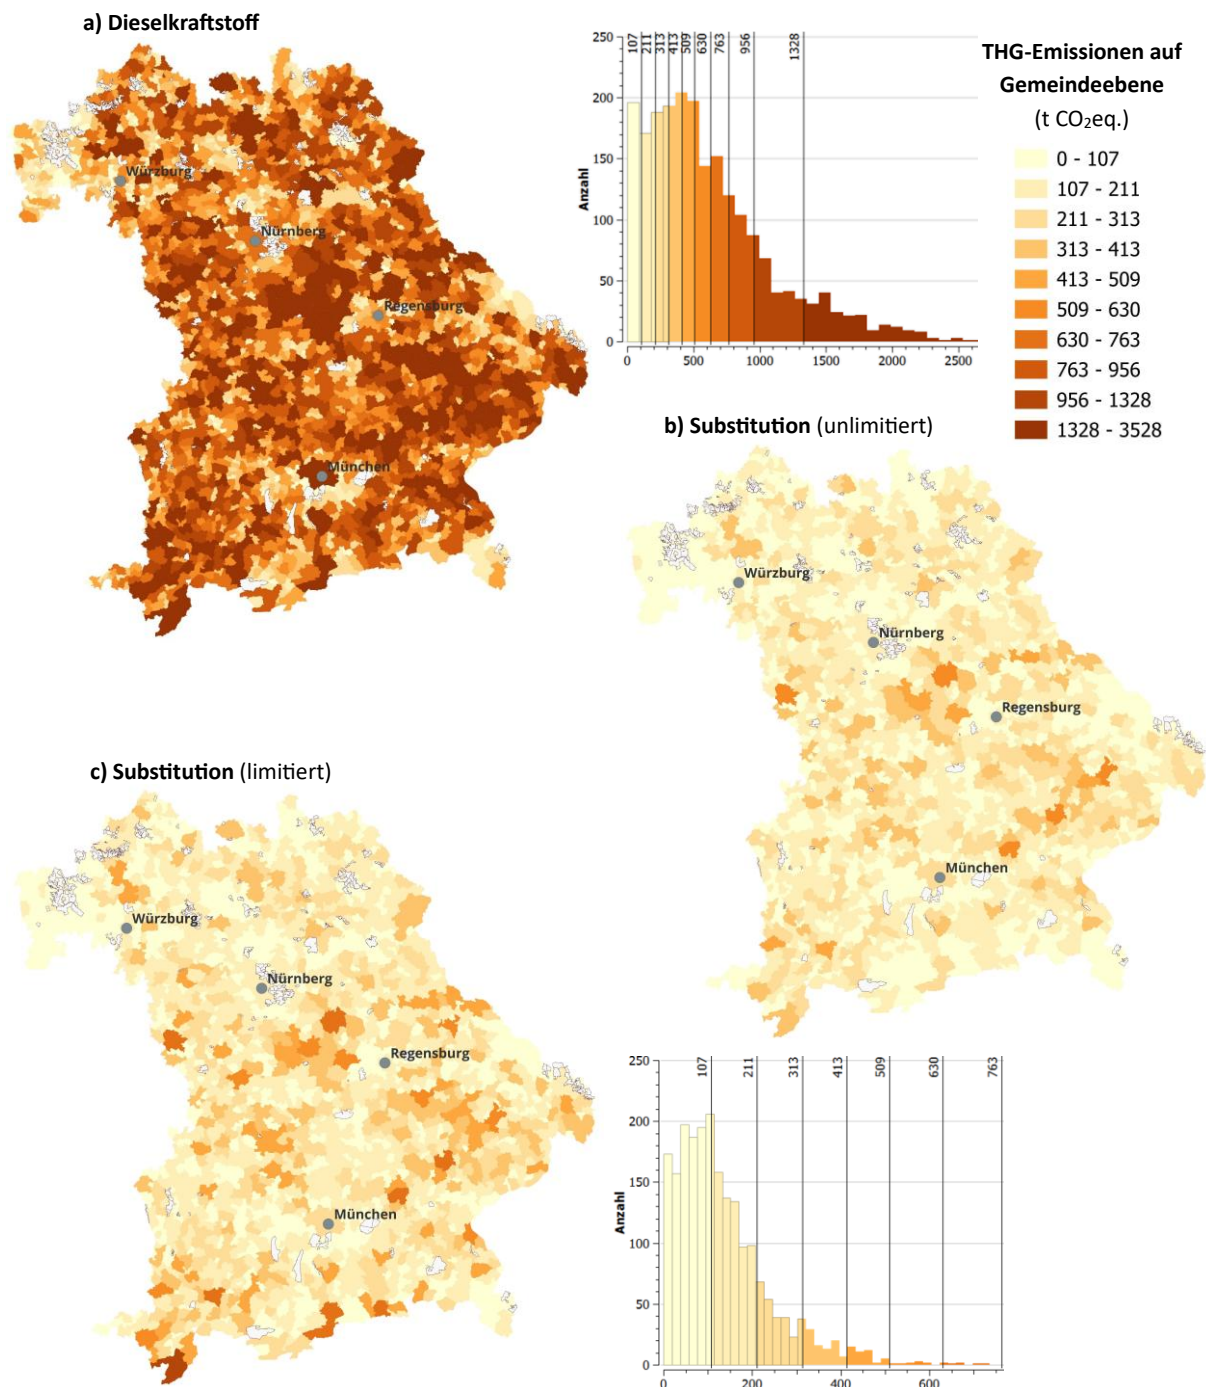 a) Dieselkraftstoff
Würzburg
Nürnberg
Regensburg
München
250
200
150
100
50
0
Anzahl
107
211
313
413
509
630
763
956
1328
0
500
1000
1500
2000
2500
THG-Emissionen auf
Gemeindeebene
(t CO₂eq.)
0 - 107
107 - 211
211 - 313
313 - 413
413 - 509
509 - 630
630 - 763
763 - 956
956 - 1328
1328 - 3528
b) Substitution (unlimitiert)
Würzburg
Nürnberg
Regensburg
München
c) Substitution (limitiert)
Würzburg
Nürnberg
Regensburg
München
250
200
150
100
50
0
Anzahl
107
211
313
413
509
630
763
0
200
400
600